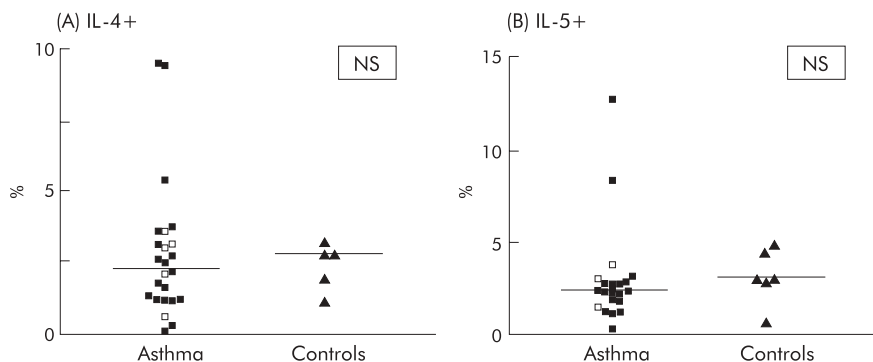 (A) IL-4+
NS
10
5
0
%
Asthma
Controls
(B) IL-5+
NS
15
10
5
0
%
Asthma
Controls